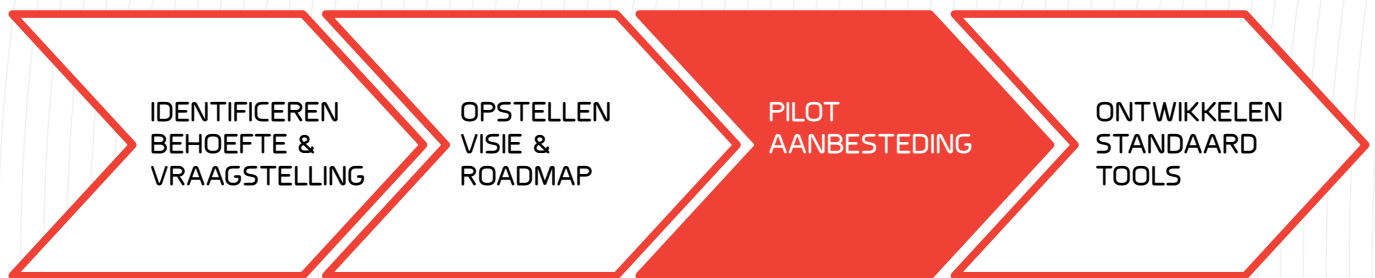 IDENTIFICEREN
BEHOEFTE &
VRAAGSTELLING
OPSTELLEN
VISIE &
ROADMAP
PILOT
AANBESTEDING
ONTWIKKELEN
STANDAARD
TOOLS